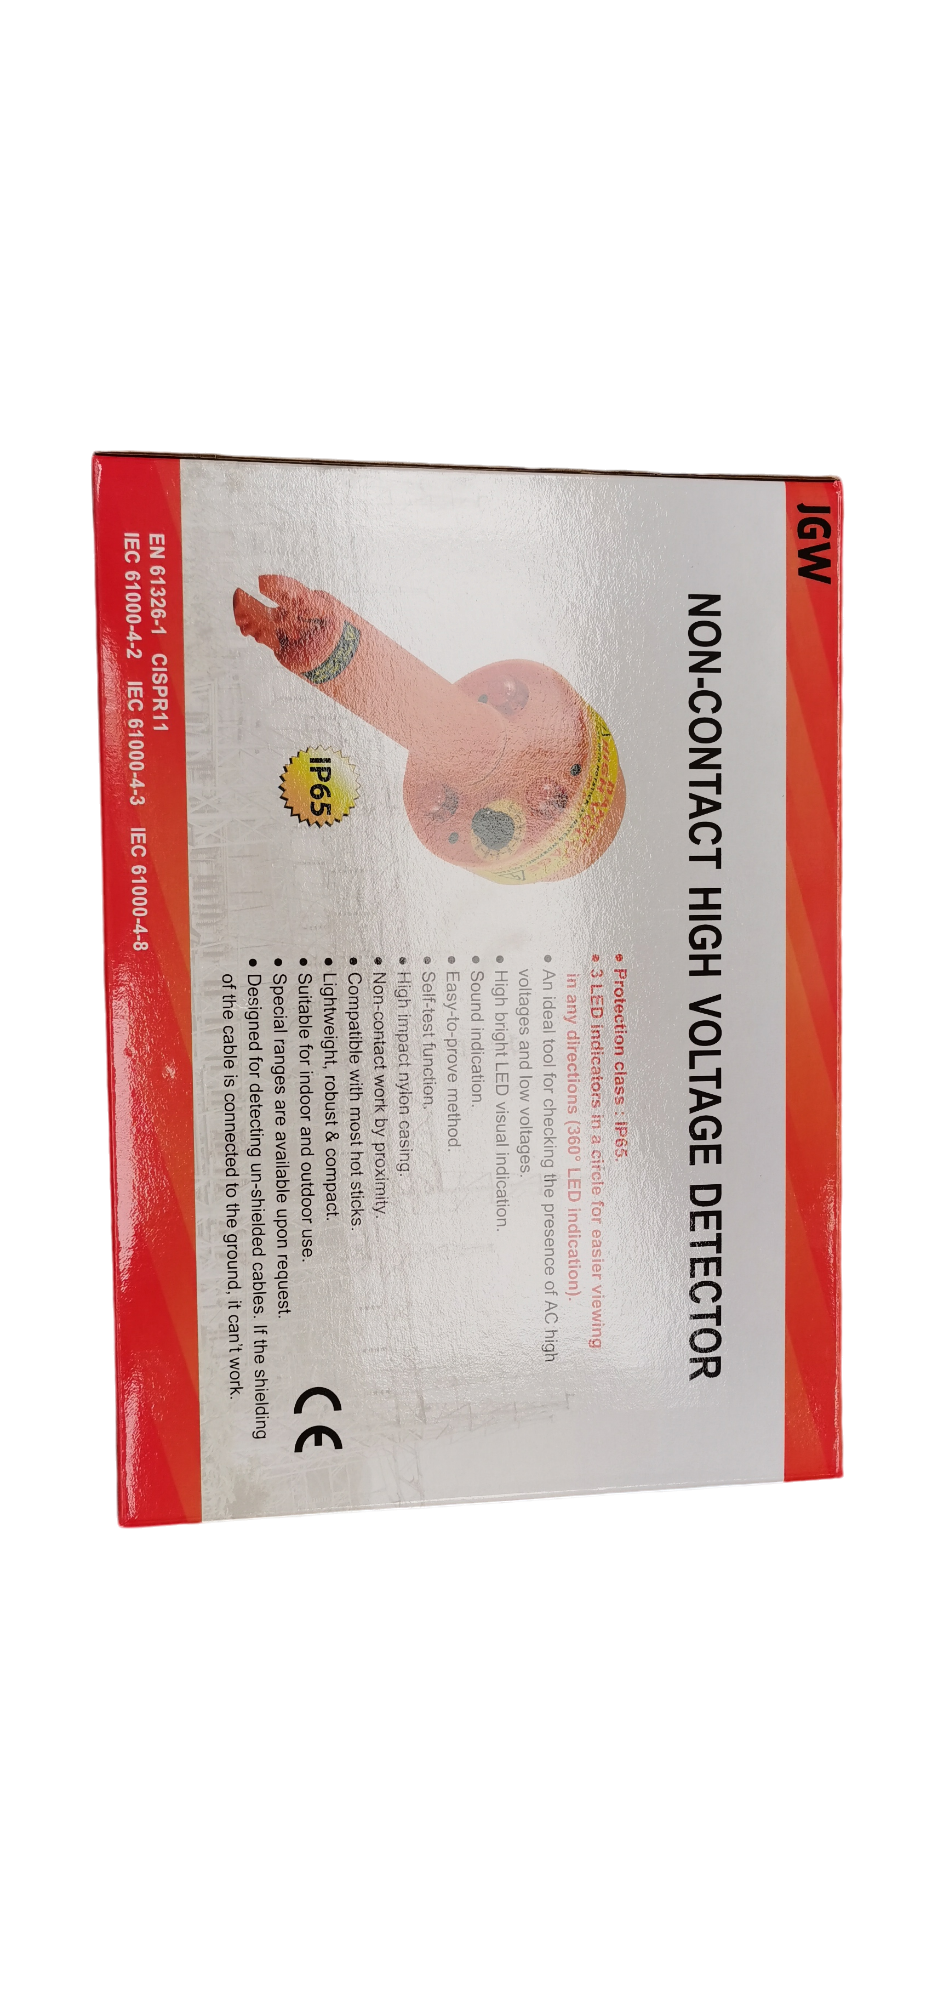 JGW
NON-CONTACT HIGH VOLTAGE DETECTOR
IP65
• Protection class : IP65.
• 3 LED indicators in a circle for easier viewing
in any directions (360° LED indication).
• An ideal tool for checking the presence of AC high
voltages and low voltages.
• High bright LED visual indication.
• Sound indication.
• Easy-to-prove method.
• Self-test function.
• High impact nylon casing.
• Non-contact work by proximity.
• Compatible with most hot sticks.
• Lightweight, robust & compact.
• Suitable for indoor and outdoor use.
• Special ranges are available upon request.
• Designed for detecting un-shielded cables. If the shielding
of the cable is connected to the ground, it can't work.
CE
EN 61326-1 CISPR11
IEC 61000-4-2 IEC 61000-4-3 IEC 61000-4-8